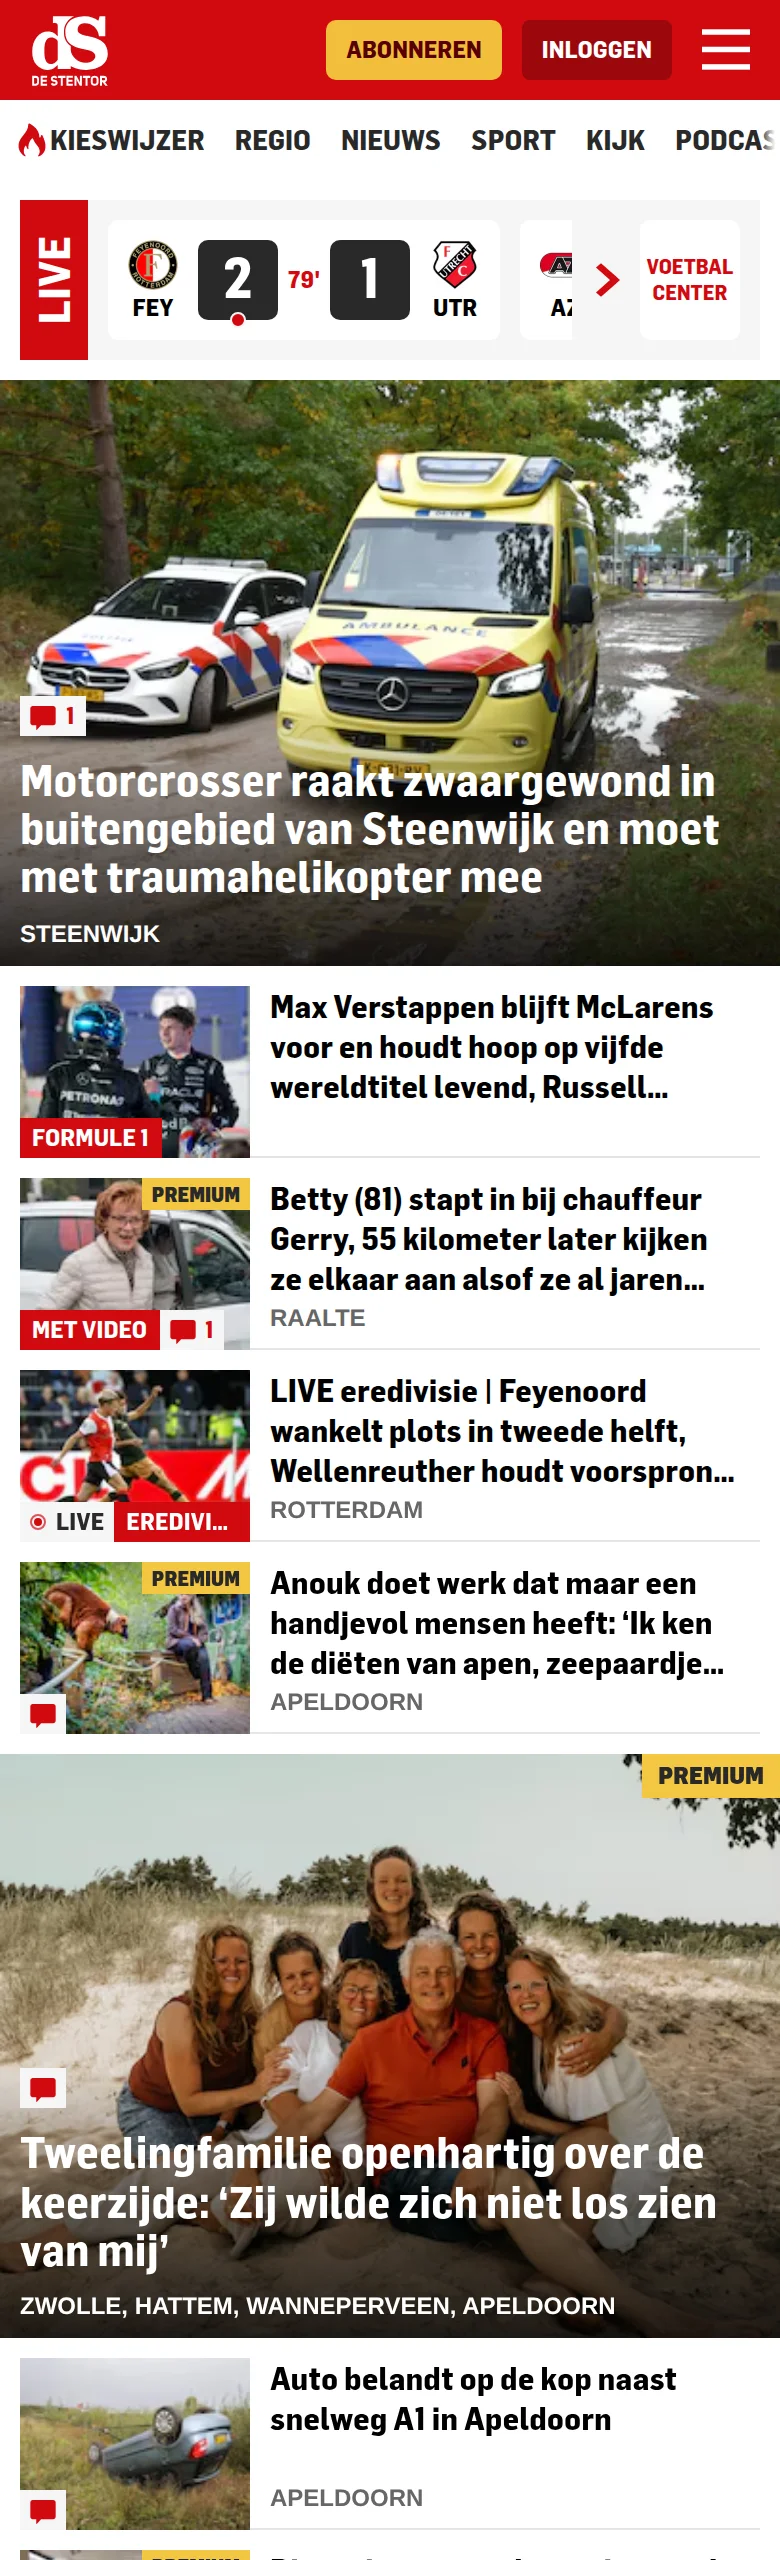 dS
DE STENTOR
ABONNEREN
INLOGGEN
KIESWIJZER REGIO NIEUWS SPORT KIJK PODCAS
LIVE
FEY
2
79'
1
UTR
AZ
VOETBAL
CENTER
AMBULANCE
1
Motorcrosser raakt zwaargewond in
buitengebied van Steenwijk en moet
met traumahelikopter mee
STEENWIJK
PETRONAS
FORMULE 1
Max Verstappen blijft McLarens
voor en houdt hoop op vijfde
wereldtitel levend, Russell...
PREMIUM
MET VIDEO
1
Betty (81) stapt in bij chauffeur
Gerry, 55 kilometer later kijken
ze elkaar aan alsof ze al jaren...
RAALTE
LIVE
EREDIVI...
LIVE eredivisie | Feyenoord
wankelt plots in tweede helft,
Wellenreuther houdt voorspron...
ROTTERDAM
PREMIUM
Anouk doet werk dat maar een
handjevol mensen heeft: ‘Ik ken
de diëten van apen, zeepaardje...
APELDOORN
PREMIUM
Tweelingfamilie openhartig over de
keerzijde: ‘Zij wilde zich niet los zien
van mij’
ZWOLLE, HATTEM, WANNEPERVEEN, APELDOORN
Auto belandt op de kop naast
snelweg A1 in Apeldoorn
APELDOORN